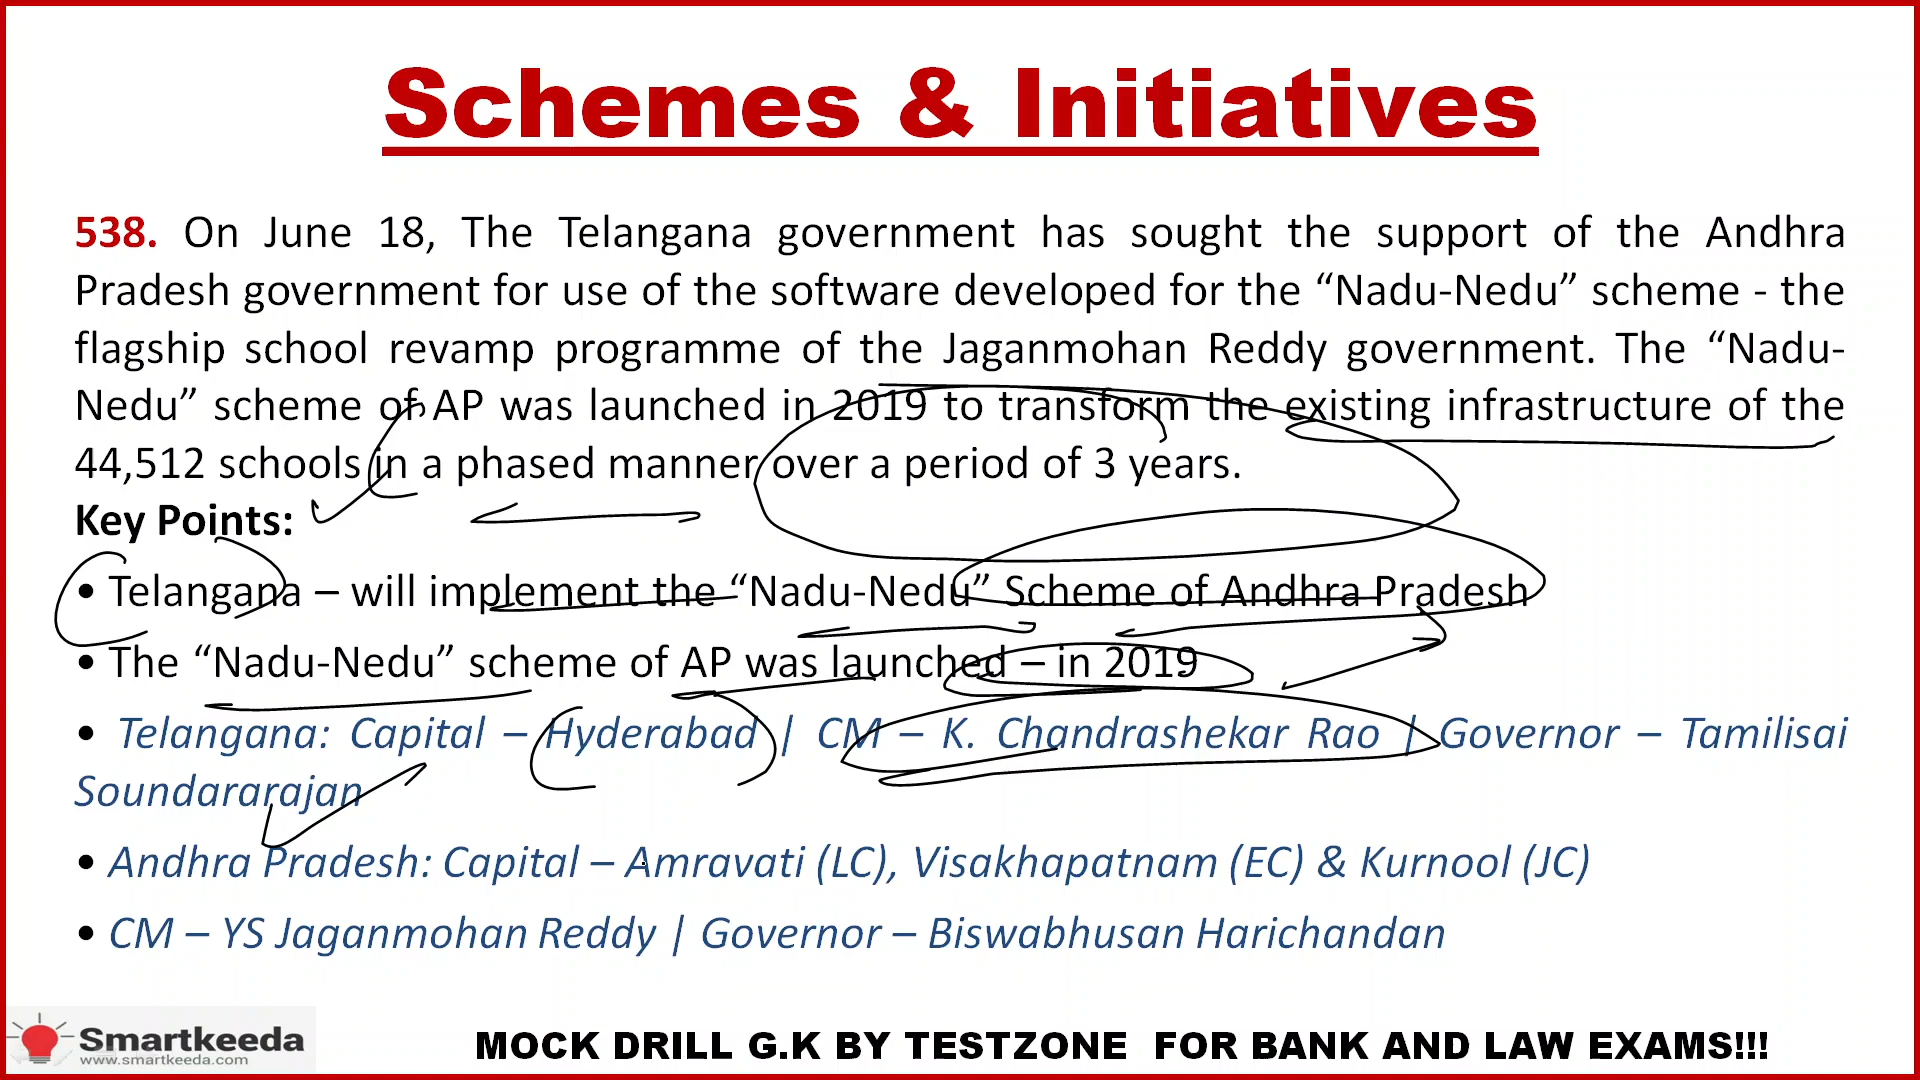 Schemes & Initiatives
538. On June 18, The Telangana government has sought the support of the Andhra
Pradesh government for use of the software developed for the “Nadu-Nedu” scheme - the
flagship school revamp programme of the Jaganmohan Reddy government. The “Nadu-
Nedu” scheme of AP was launched in 2019 to transform the existing infrastructure of the
44,512 schools in a phased manner over a period of 3 years.
Key Points:
• Telangana – will implement the “Nadu-Nedu” Scheme of Andhra Pradesh
• The “Nadu-Nedu” scheme of AP was launched – in 2019
• Telangana: Capital – Hyderabad | CM – K. Chandrashekar Rao | Governor – Tamilisai
Soundararajan
• Andhra Pradesh: Capital – Amravati (LC), Visakhapatnam (EC) & Kurnool (JC)
• CM – YS Jaganmohan Reddy | Governor – Biswabhusan Harichandan
Smartkeeda
www.smartkeeda.com
MOCK DRILL G.K BY TESTZONE FOR BANK AND LAW EXAMS!!!